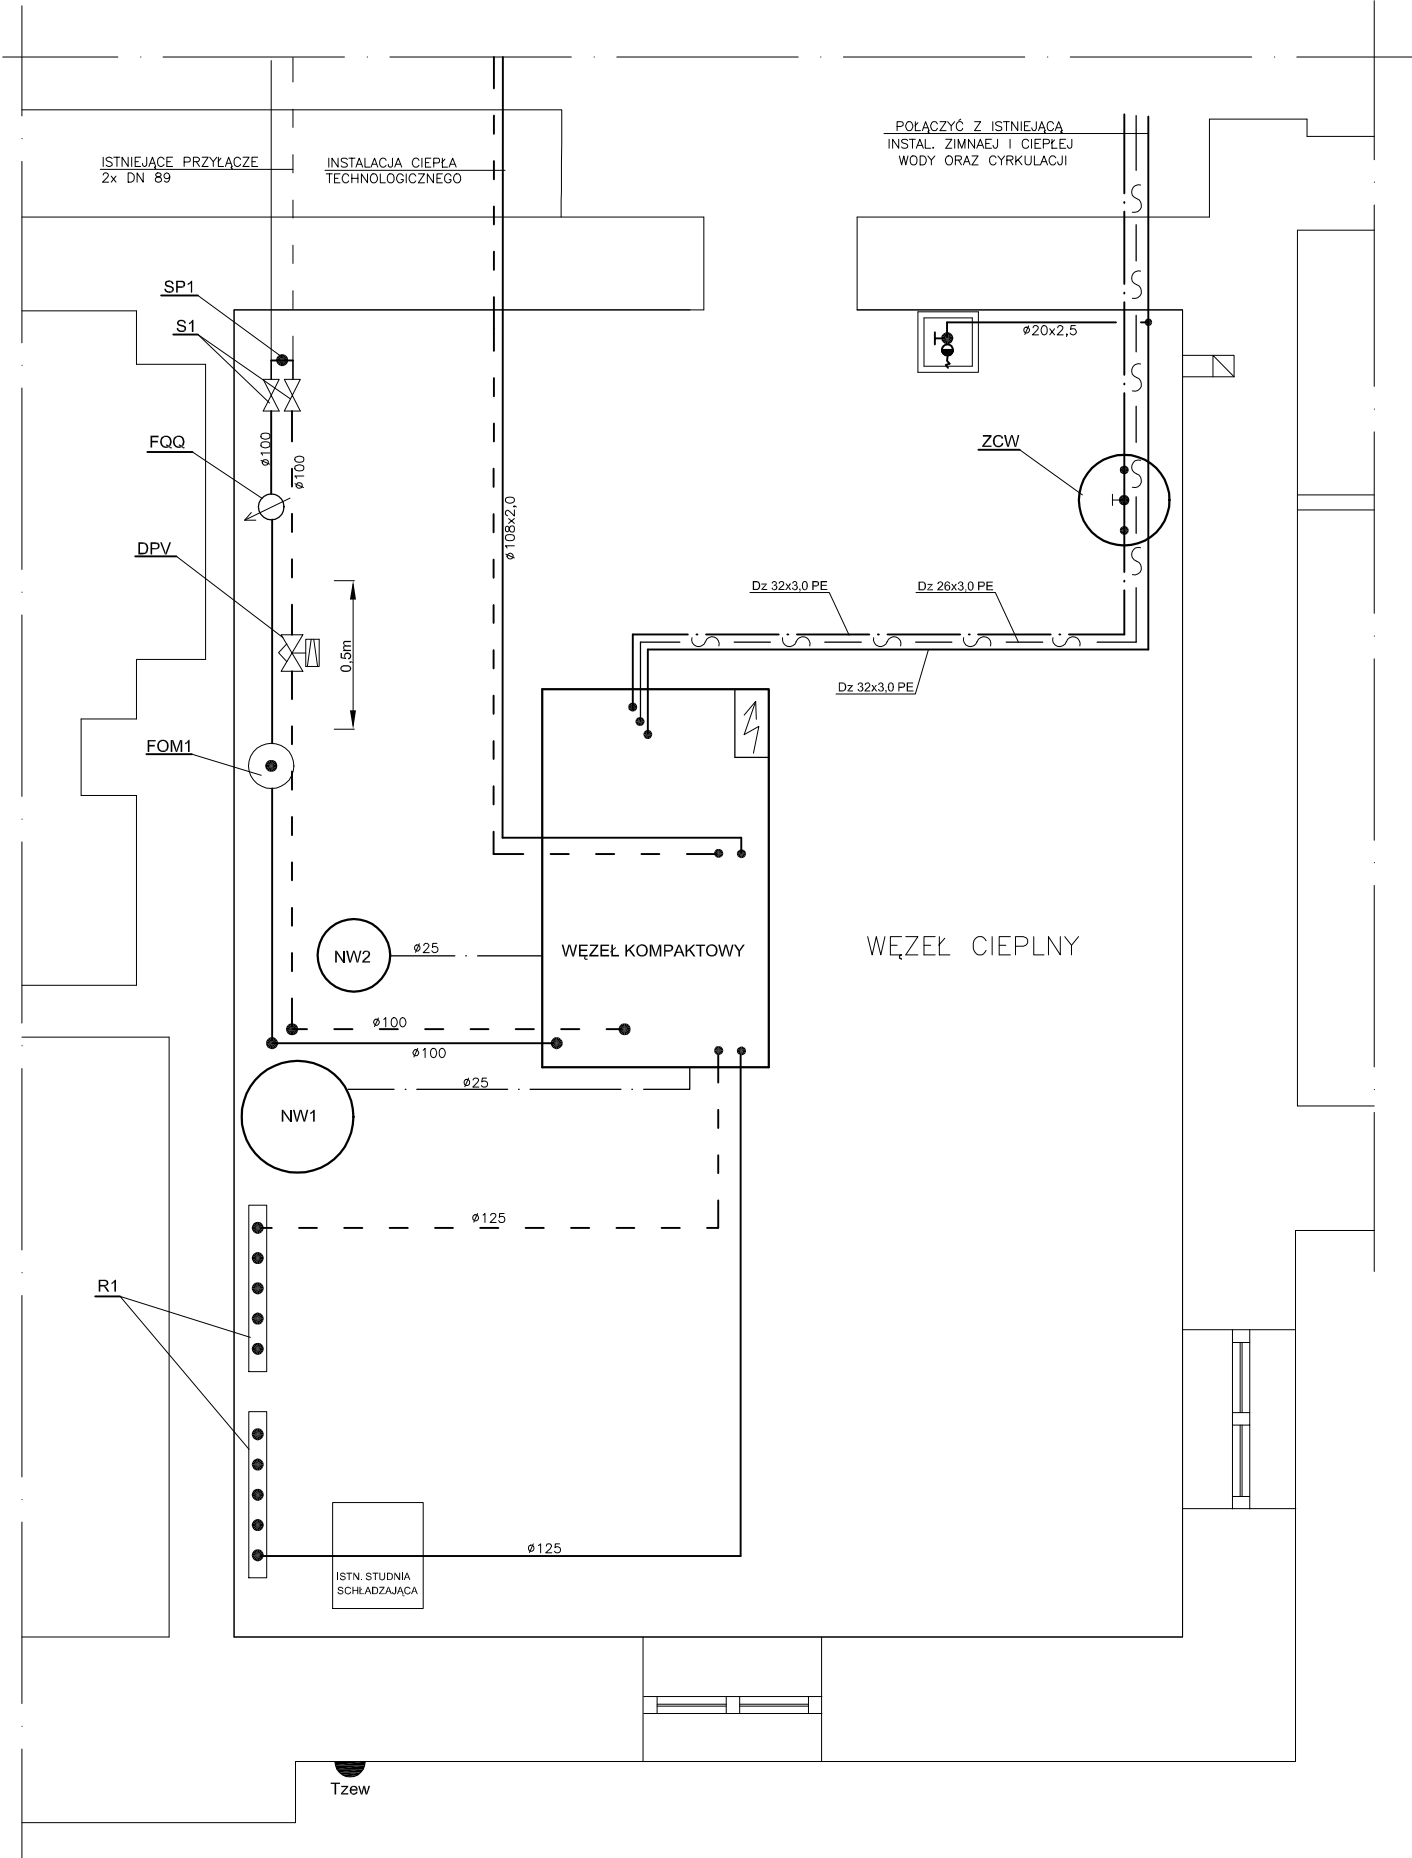 POŁĄCZYĆ Z ISTNIEJĄCĄ
INSTAL. ZIMNAEJ I CIEPŁEJ
WODY ORAZ CYRKULACJI
ISTNIEJĄCE PRZYŁĄCZE
2x DN 89
INSTALACJA CIEPŁA
TECHNOLOGICZNEGO
SP1
S1
ø20x2,5
FQQ
ø100
ø100
ZCW
ø108x2,0
DPV
Dz 32x3,0 PE
Dz 26x3,0 PE
0,5m
Dz 32x3,0 PE
FOM1
NW2
ø25
WĘZEŁ KOMPAKTOWY
WĘZEŁ CIEPLNY
ø100
ø100
ø25
NW1
ø125
R1
ø125
ISTN. STUDNIA
SCHŁADZAJĄCA
Tzew